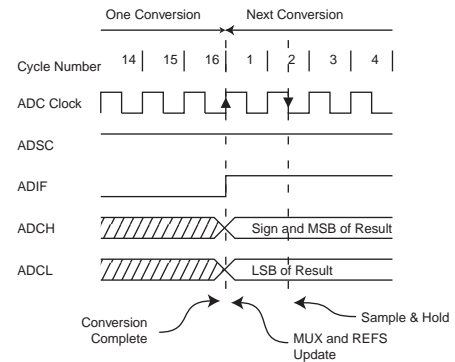 One Conversion Next Conversion
Cycle Number 14 15 16 1 2 3 4
ADC Clock
ADSC
ADIF
ADCH Sign and MSB of Result
ADCL LSB of Result
Conversion
Complete
MUX and REFS
Update
Sample & Hold